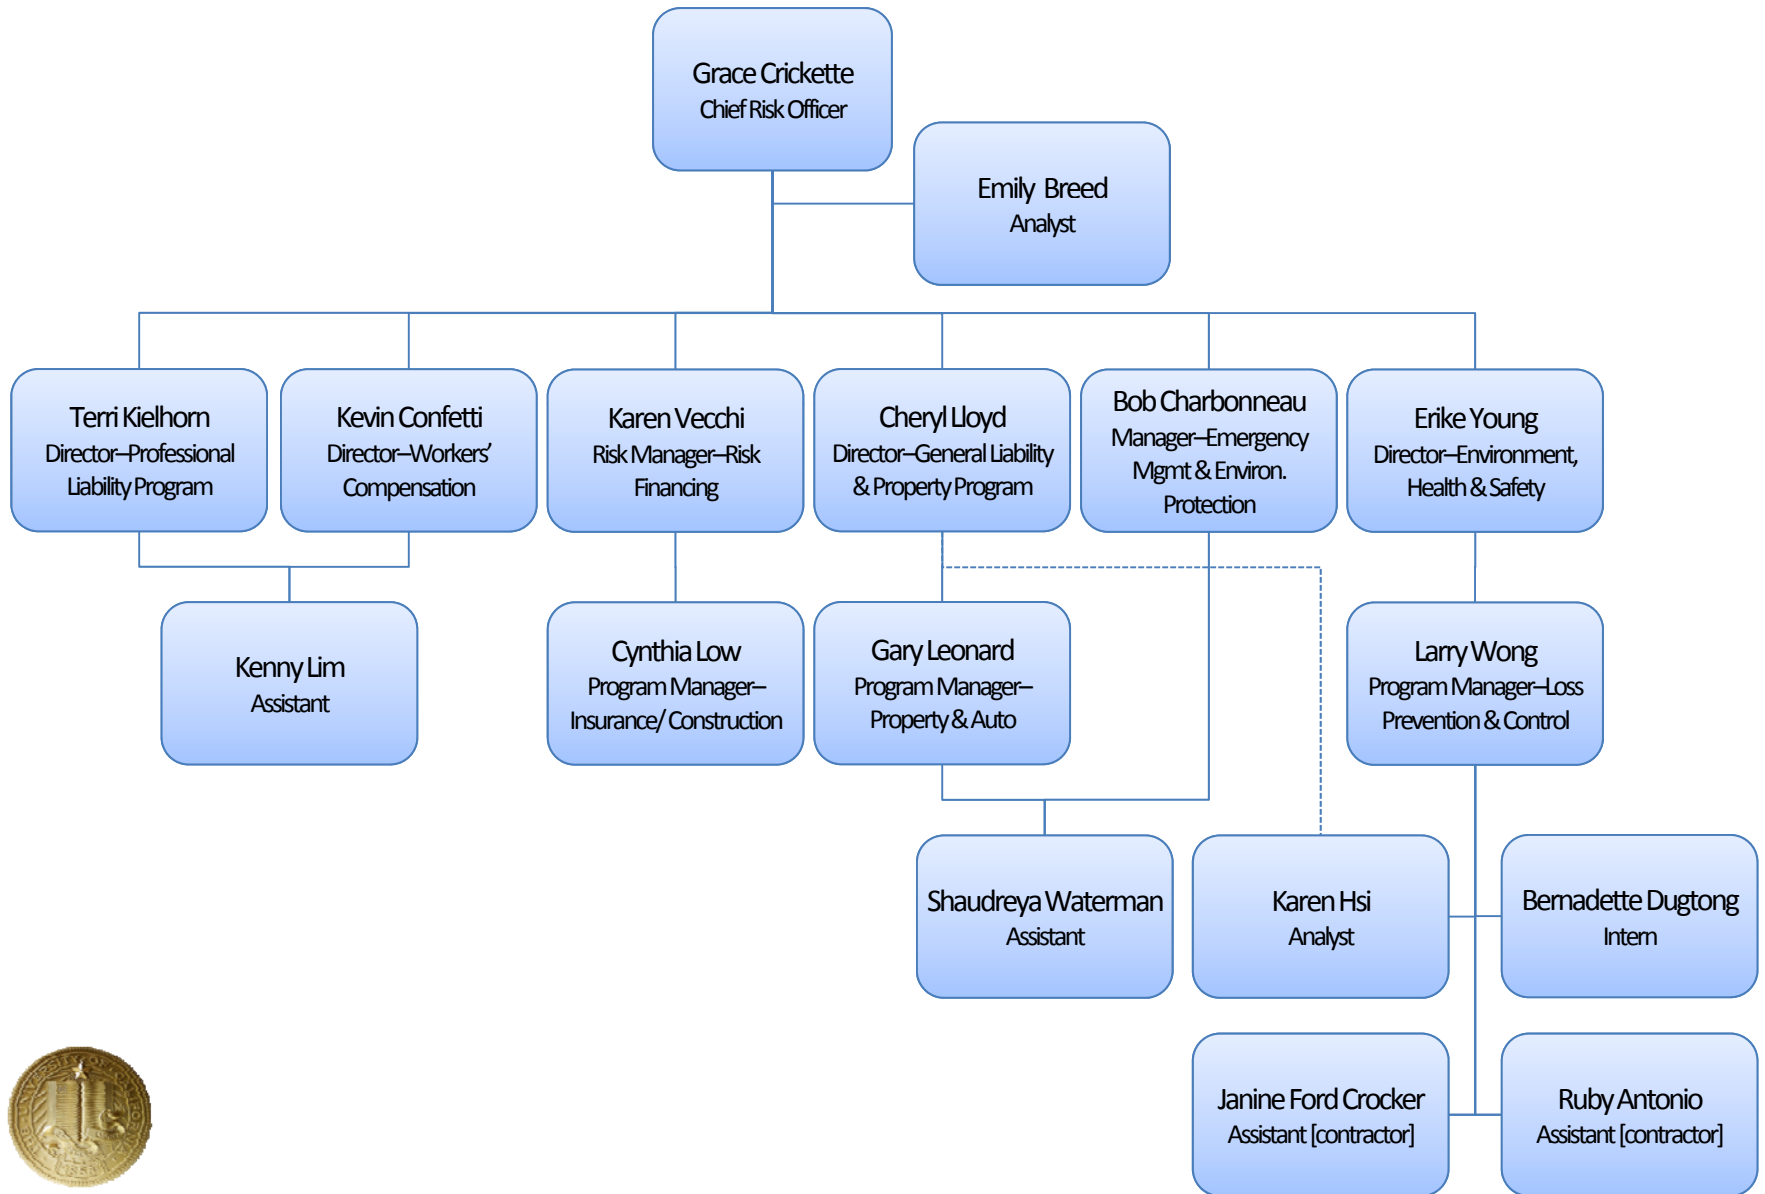 Grace Crickette
Chief Risk Officer
Emily Breed
Analyst
Terri Kielhorn
Director–Professional
Liability Program
Kevin Confetti
Director–Workers’
Compensation
Karen Vecchi
Risk Manager–Risk
Financing
Cheryl Lloyd
Director–General Liability
& Property Program
Bob Charbonneau
Manager–Emergency
Mgmt & Environ.
Protection
Erike Young
Director–Environment,
Health & Safety
Kenny Lim
Assistant
Cynthia Low
Program Manager–
Insurance/ Construction
Gary Leonard
Program Manager–
Property & Auto
Larry Wong
Program Manager–Loss
Prevention & Control
Shaudreya Waterman
Assistant
Karen Hsi
Analyst
Bernadette Dugtong
Intern
Janine Ford Crocker
Assistant [contractor]
Ruby Antonio
Assistant [contractor]